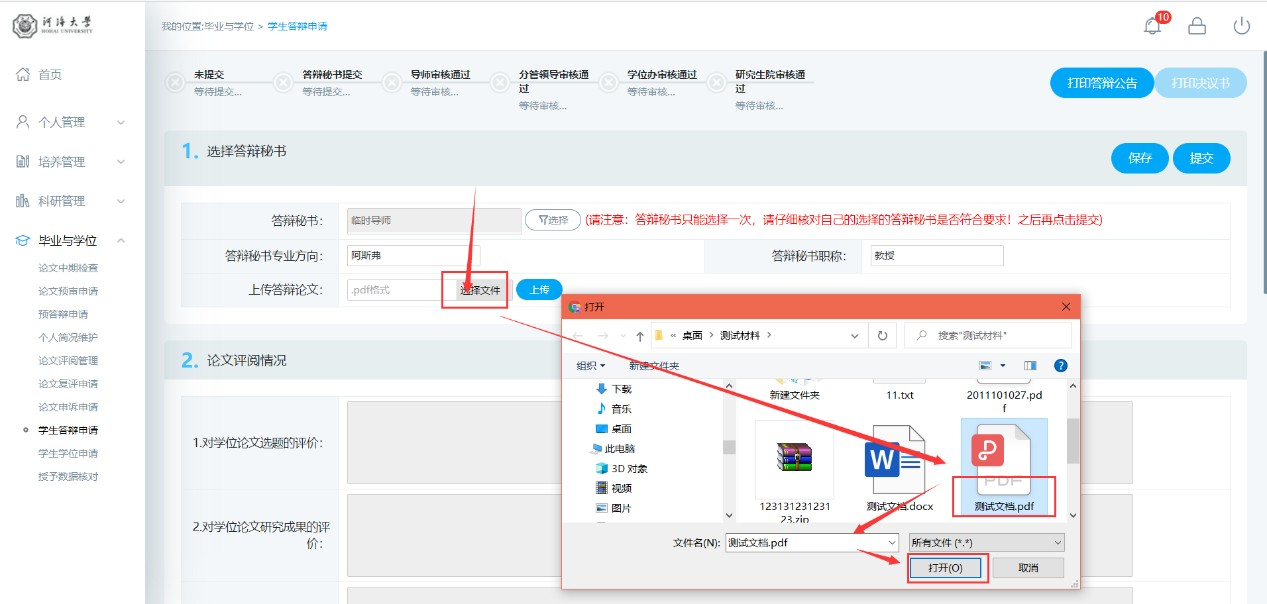 河海大学
HOHAI UNIVERSITY
我的位置:毕业与学位 > 学生答辩申请
10
首页
个人管理
培养管理
科研管理
毕业与学位
论文中期检查
论文预审申请
预答辩申请
个人简况维护
论文评阅管理
论文复评申请
论文申诉申请
学生答辩申请
学生学位申请
授予数据核对
未提交
等待提交...
答辩秘书提交
等待提交...
导师审核通过
等待审核...
分管领导审核通
过
等待审核...
学位办审核通过
等待审核...
研究生院审核通
过
等待审核...
打印答辩公告
打印决议书
1. 选择答辩秘书
保存
提交
答辩秘书:
临时导师
选择
(请注意: 答辩秘书只能选择一次, 请仔细核对自己的选择的答辩秘书是否符合要求! 之后再点击提交)
答辩秘书专业方向:
阿斯弗
答辩秘书职称:
教授
上传答辩论文:
.pdf格式
选择文件
上传
2. 论文评阅情况
1.对学位论文选题的评价:
2.对学位论文研究成果的评
价:
打开
« 桌面 › 测试材料 ›
搜索"测试材料"
组织
新建文件夹
下载
音乐
桌面
此电脑
3D 对象
视频
图片
新建文件夹
11.txt
2011101027.pd
f
123131231231
23.zip
测试文档.docx
PDF
测试文档.pdf
文件名(N):
测试文档.pdf
所有文件 (*.*)
打开(O)
取消